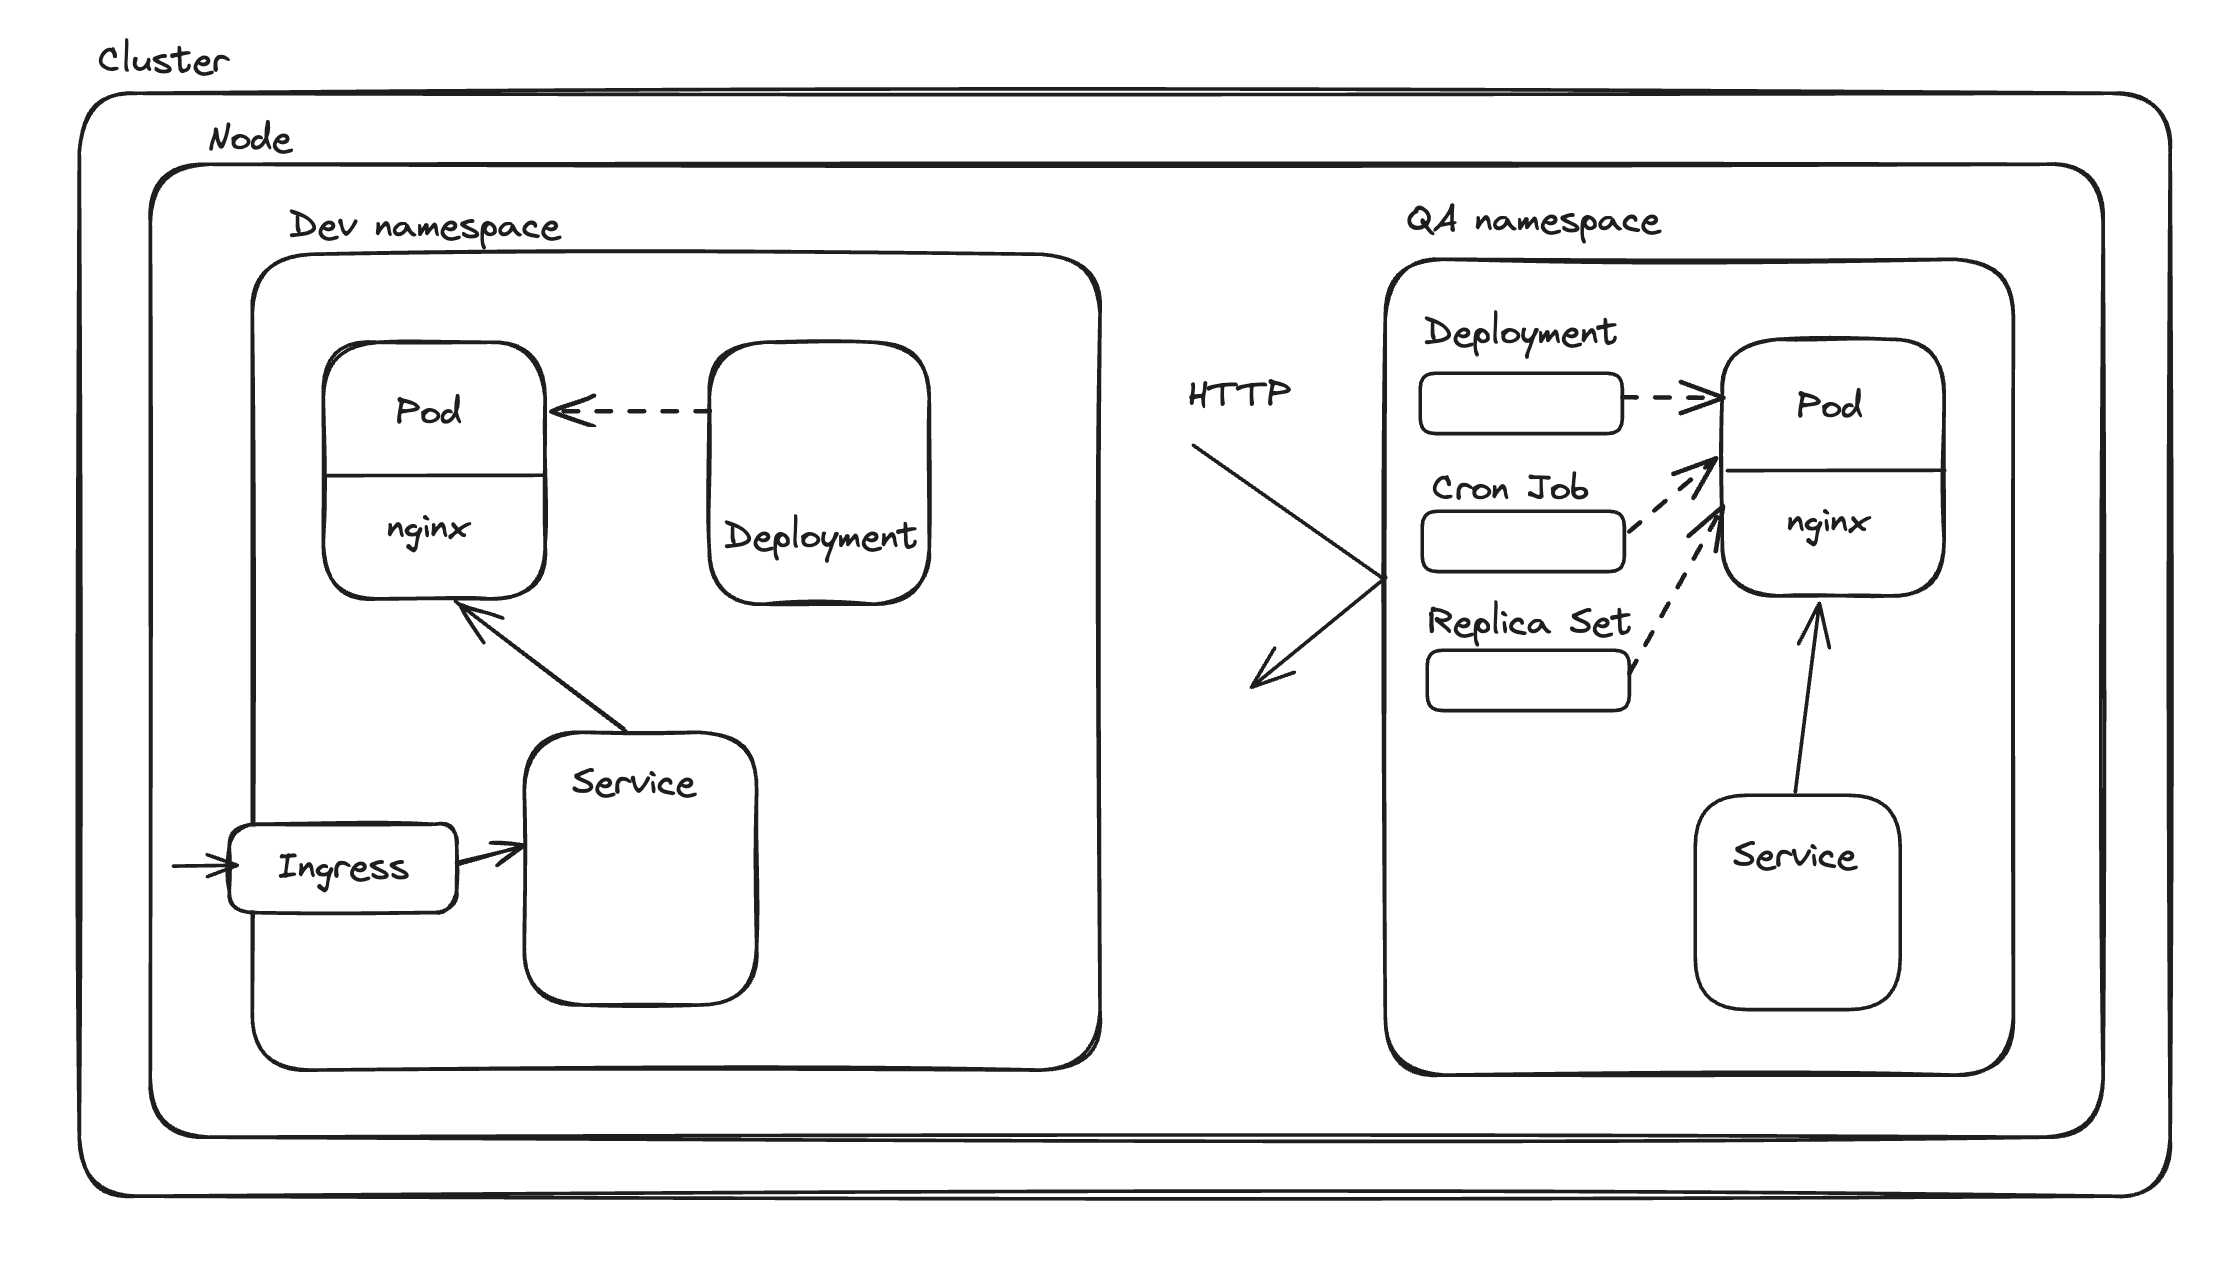 Cluster
Node
Dev namespace
Pod
nginx
Deployment
Service
Ingress
HTTP
QA namespace
Deployment
Cron Job
Replica Set
Pod
nginx
Service